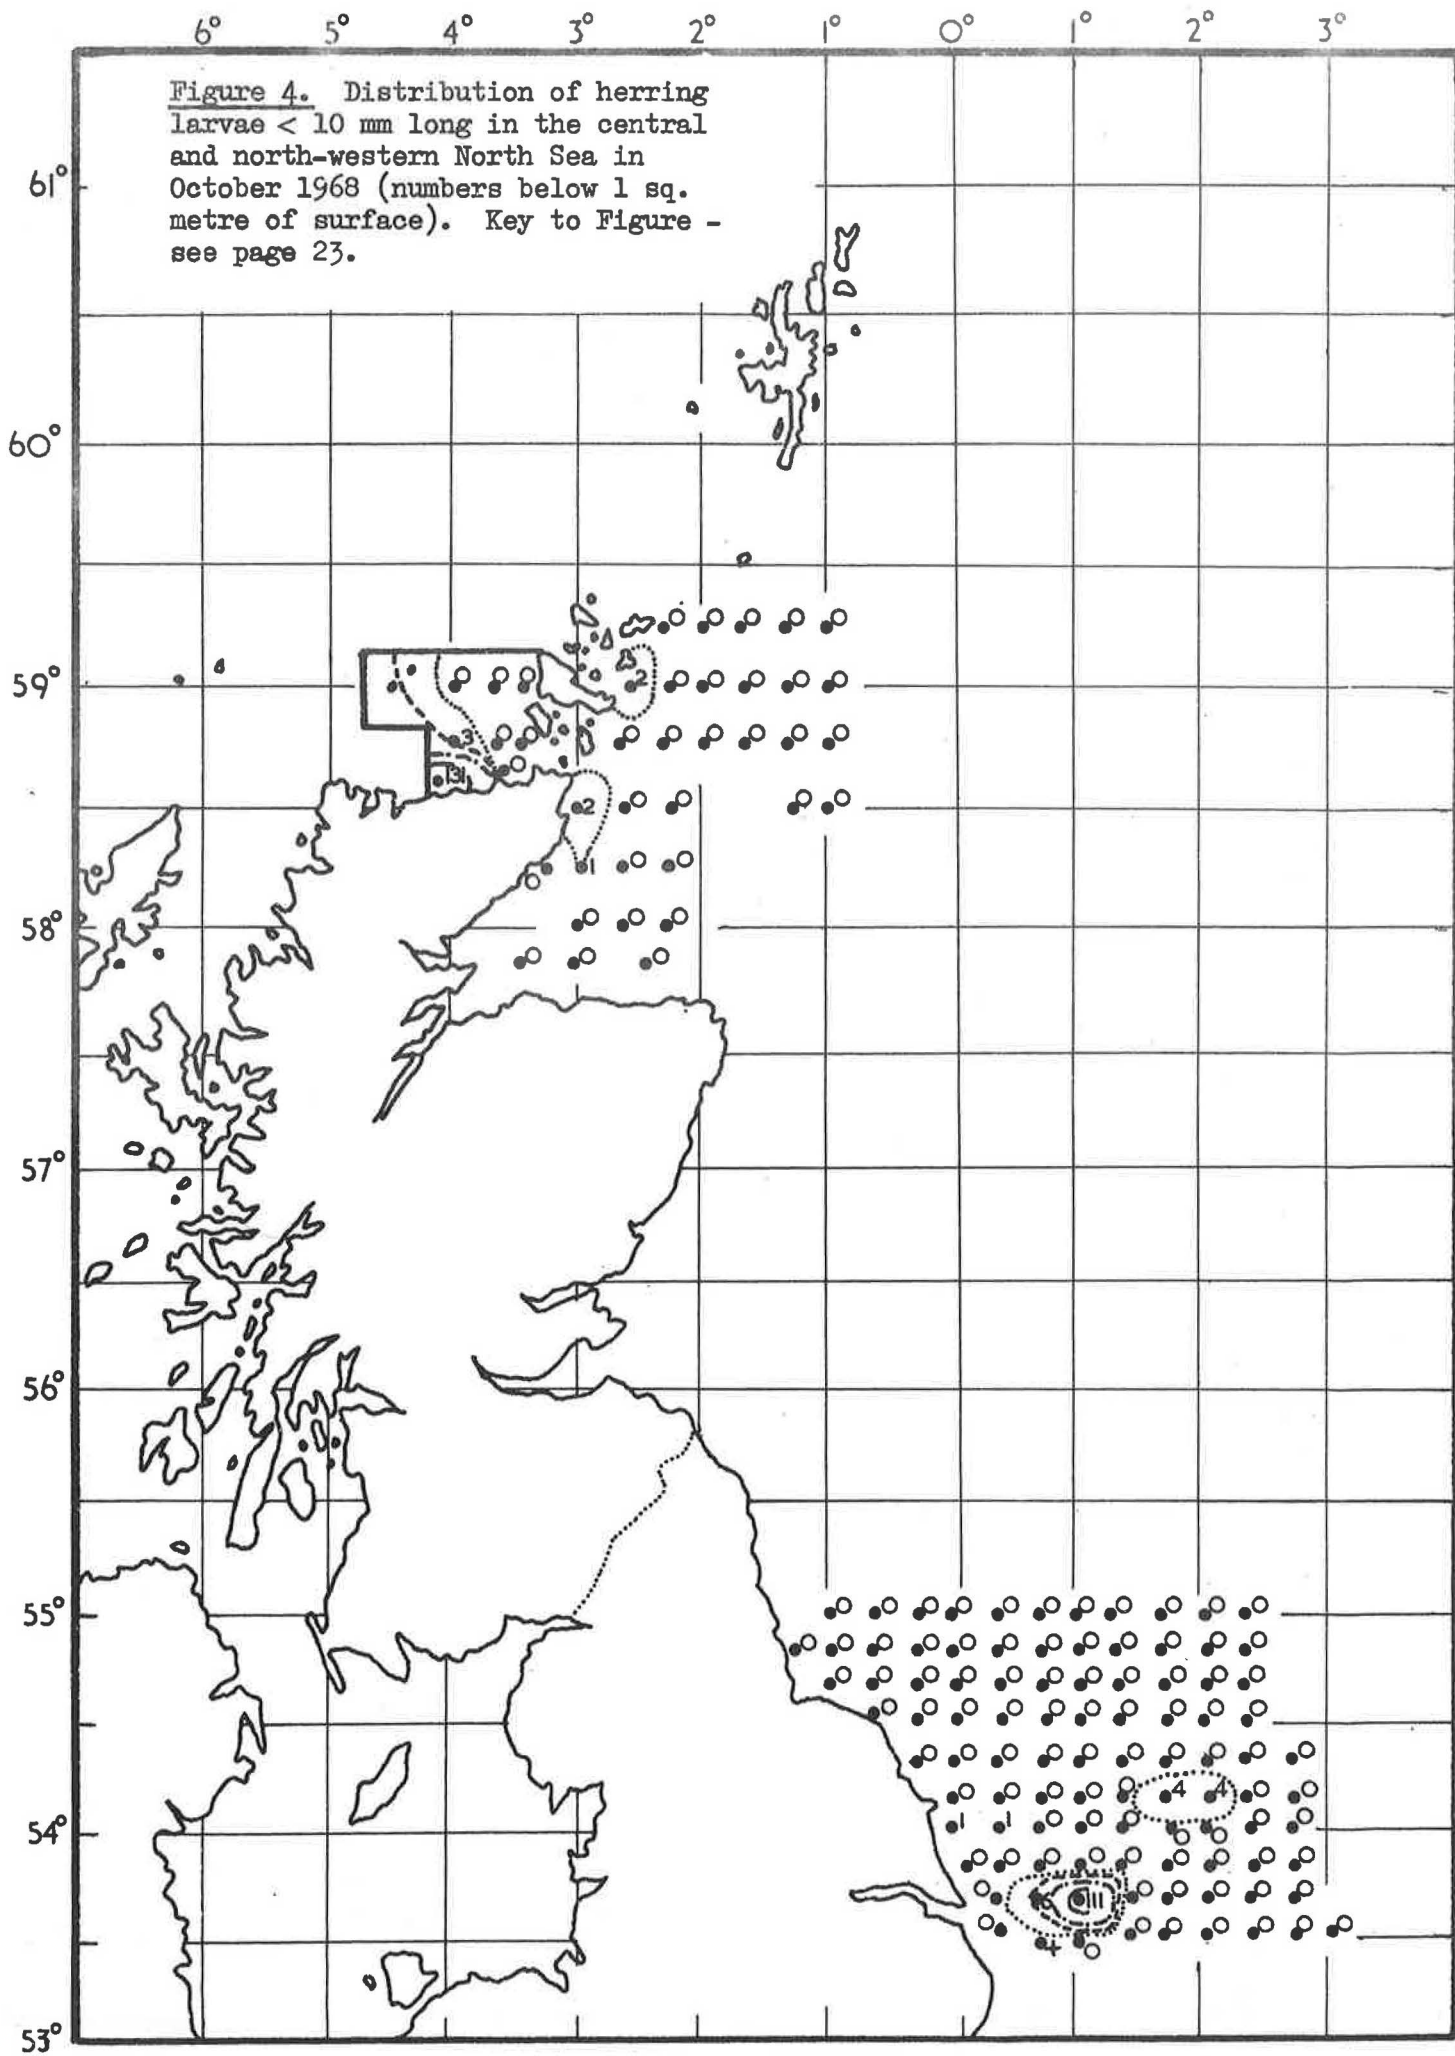 6° 5° 4° 3° 2° 1° 0° 1° 2° 3°
Figure 4. Distribution of herring
larvae < 10 mm long in the central
and north-western North Sea in
October 1968 (numbers below 1 sq.
metre of surface). Key to Figure -
see page 23.
61°
60°
59°
2
3
131
2
1
58°
57°
56°
55°
4 4
54°
1 1
111
+
53°